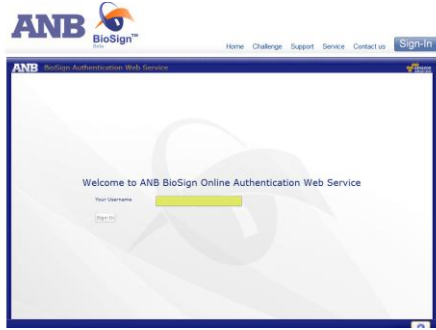 ANB
BioSign™
Beta
Home Challenge Support Service Contact us Sign-In
ANB BioSign Authentication Web Service
Welcome to ANB BioSign Online Authentication Web Service
Your Username
Sign In